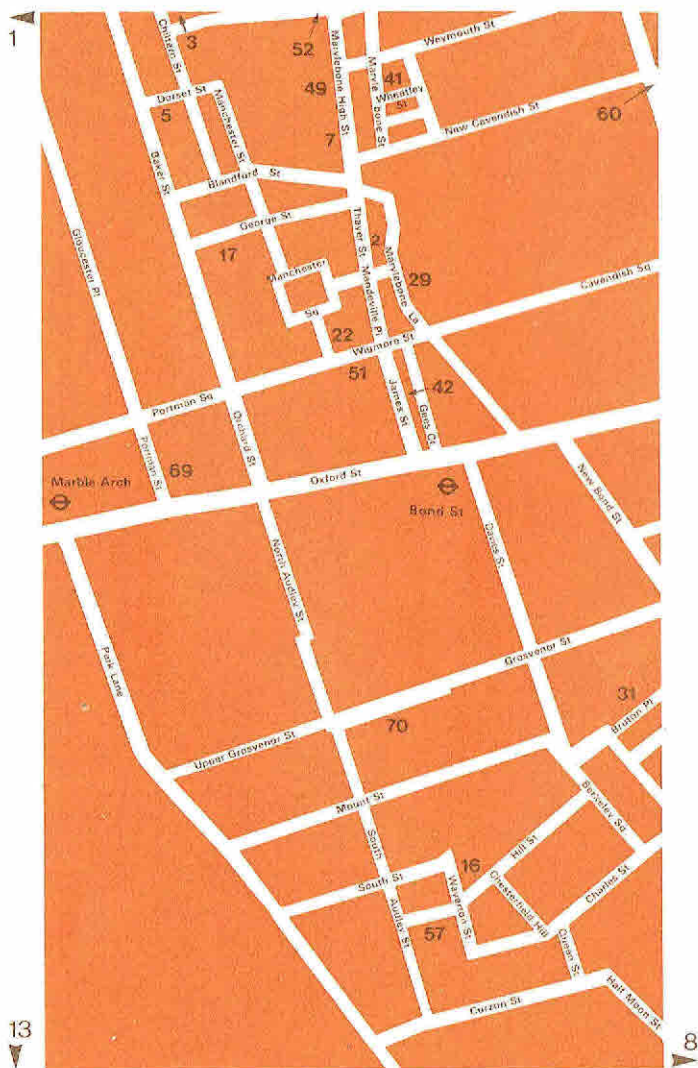 1
3
52
Chiltern St
Marylebone High St
Marylebone St
Weymouth St
49
41
Wheatley
St
60
Dorset St
5
Manchester St
7
New Cavendish St
Baker St
Blandford St
Gloucester Pl
George St
17
Thayer St
2
Marylebone La
29
Manchester
Sq
Mandeville Pl
Cavendish Sq
22
Wigmore St
51
42
James St
Gees Ct
Portman Sq
Orchard St
Portman St
69
Marble Arch
Oxford St
Bond St
New Bond St
Davies St
North Audley St
Park Lane
Grosvenor St
31
Bruton Pl
70
Upper Grosvenor St
Mount St
Berkeley Sq
Hill St
16
South St
South
Audley St
Waverton St
57
Chesterfield Hill
Charles St
Queen St
Curzon St
Half Moon St
13
8